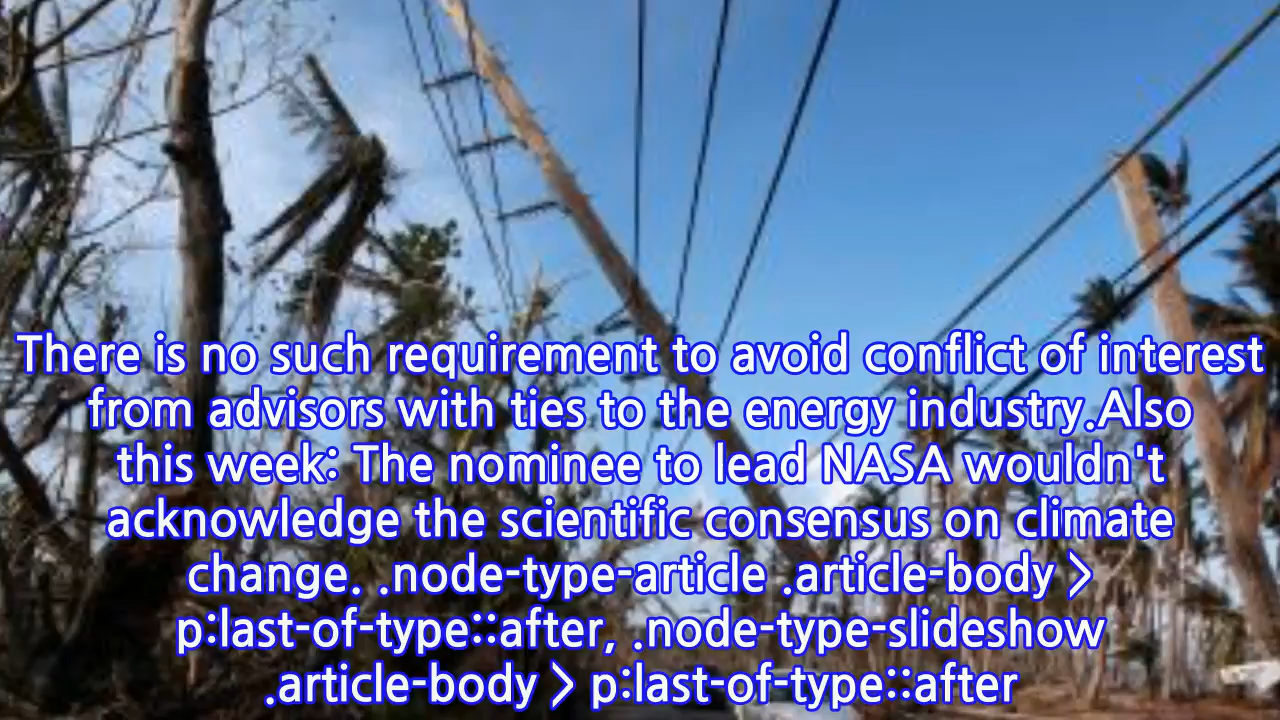 There is no such requirement to avoid conflict of interest
from advisors with ties to the energy industry.Also
this week: The nominee to lead NASA wouldn't
acknowledge the scientific consensus on climate
change. .node-type-article .article-body >
p:last-of-type::after, .node-type-slideshow
.article-body > p:last-of-type::after